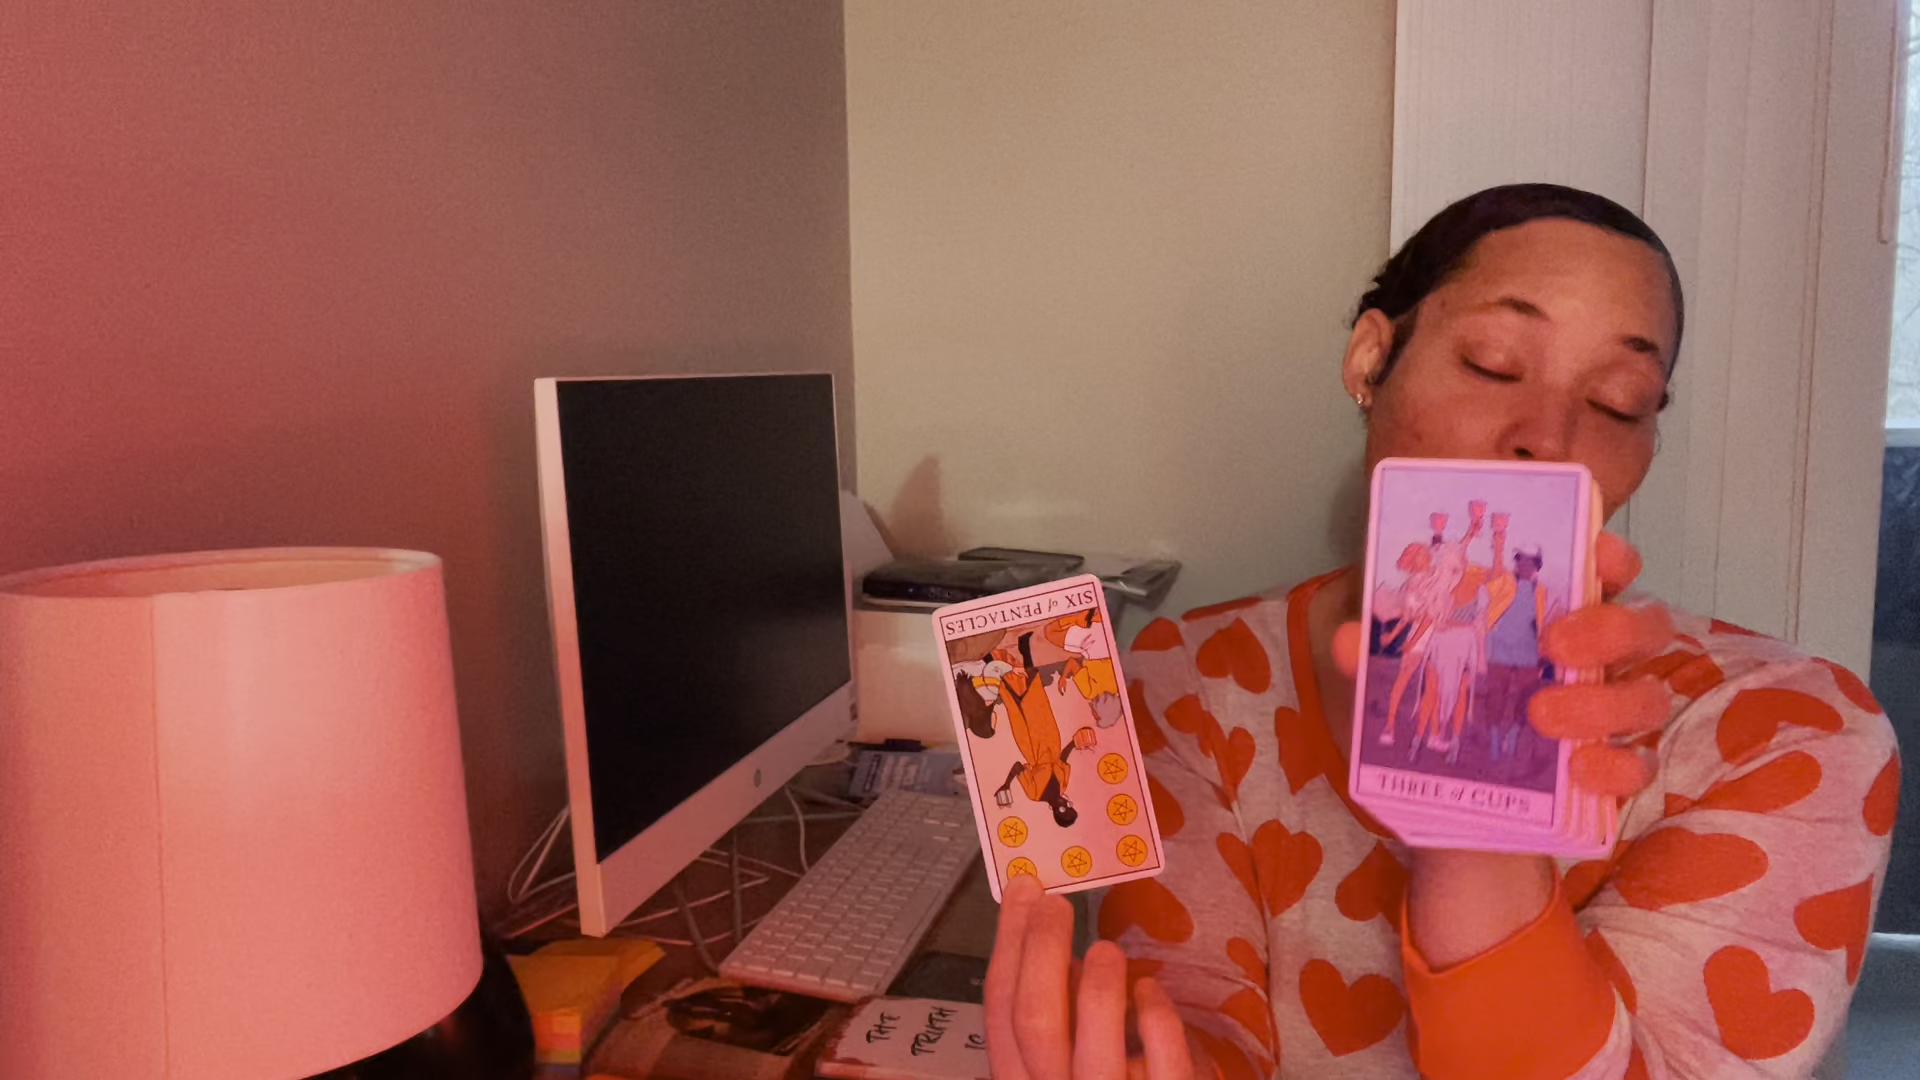 SIX of PENTACLES
THREE of CUPS
THE
TRUTH
IS